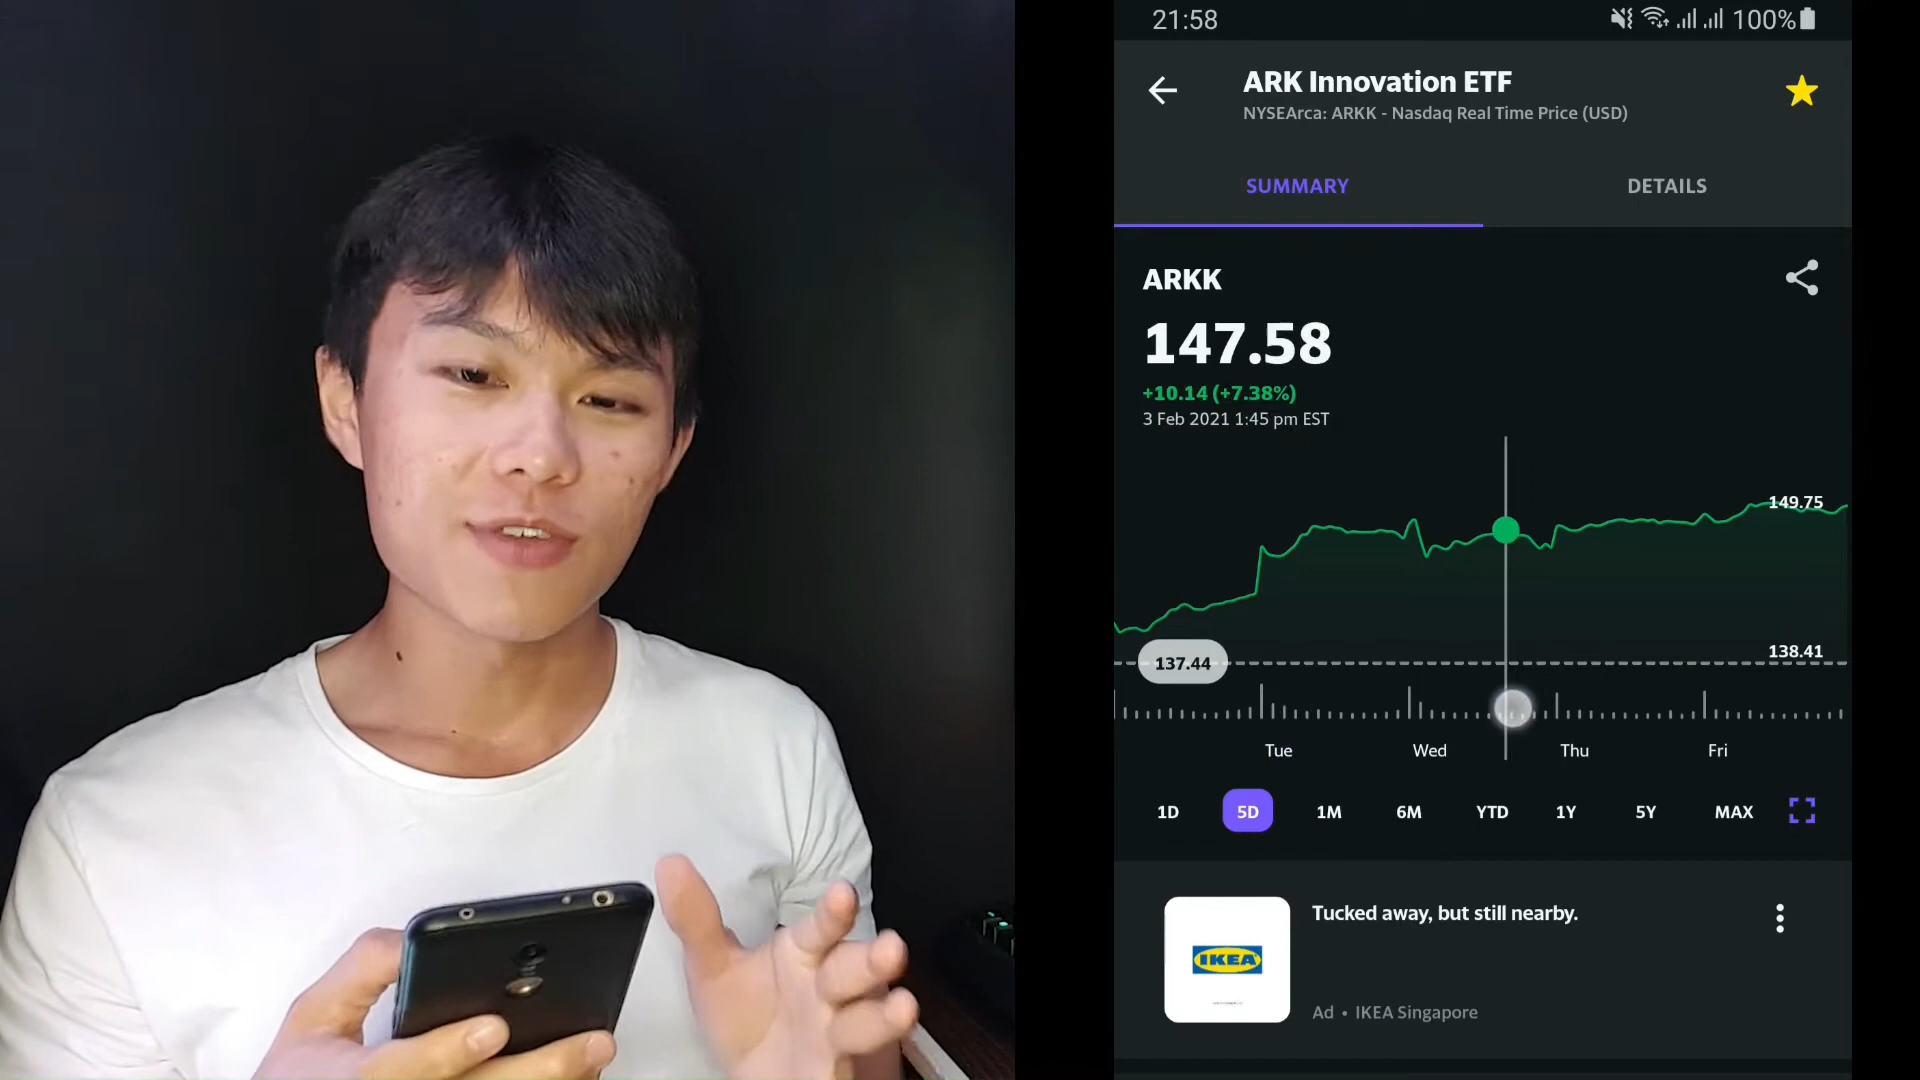 21:58
100%
ARK Innovation ETF
NYSEArca: ARKK - Nasdaq Real Time Price (USD)
SUMMARY
DETAILS
ARKK
147.58
+10.14 (+7.38%)
3 Feb 2021 1:45 pm EST
149.75
138.41
137.44
Tue Wed Thu Fri
1D 5D 1M 6M YTD 1Y 5Y MAX
Tucked away, but still nearby.
IKEA
Ad • IKEA Singapore